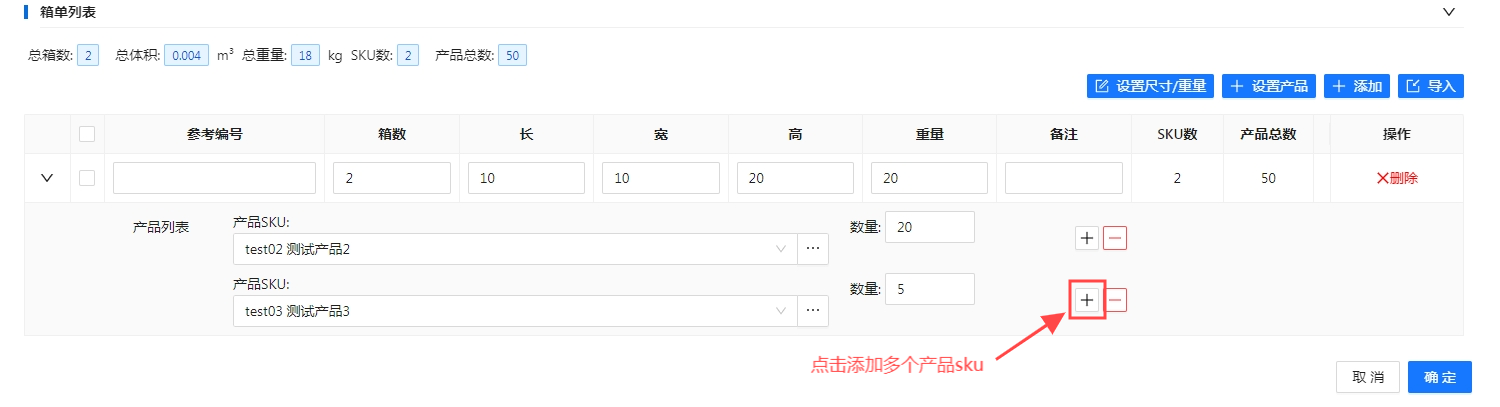 箱单列表
总箱数: 2 总体积: 0.004 m³ 总重量: 18 kg SKU数: 2 产品总数: 50
设置尺寸/重量 设置产品 添加 导入
参考编号 箱数 长 宽 高 重量 备注 SKU数 产品总数 操作
2 10 10 20 20 2 50 删除
产品列表 产品SKU: 数量: 20
test02 测试产品2 ···
产品SKU: 数量: 5
test03 测试产品3 ···
点击添加多个产品sku
取消 确定